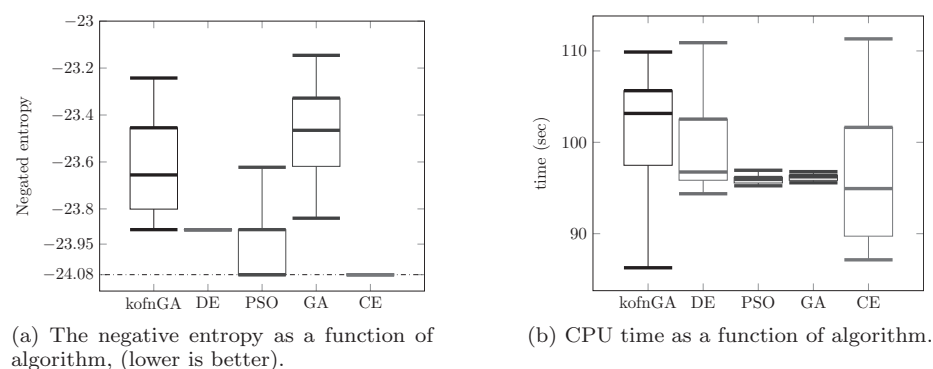 −23
−23.2
−23.4
−23.6
−23.8
−23.95
−24.08
Negated entropy
kofnGA DE PSO GA CE
(a) The negative entropy as a function of
algorithm, (lower is better).
110
100
90
time (sec)
kofnGA DE PSO GA CE
(b) CPU time as a function of algorithm.